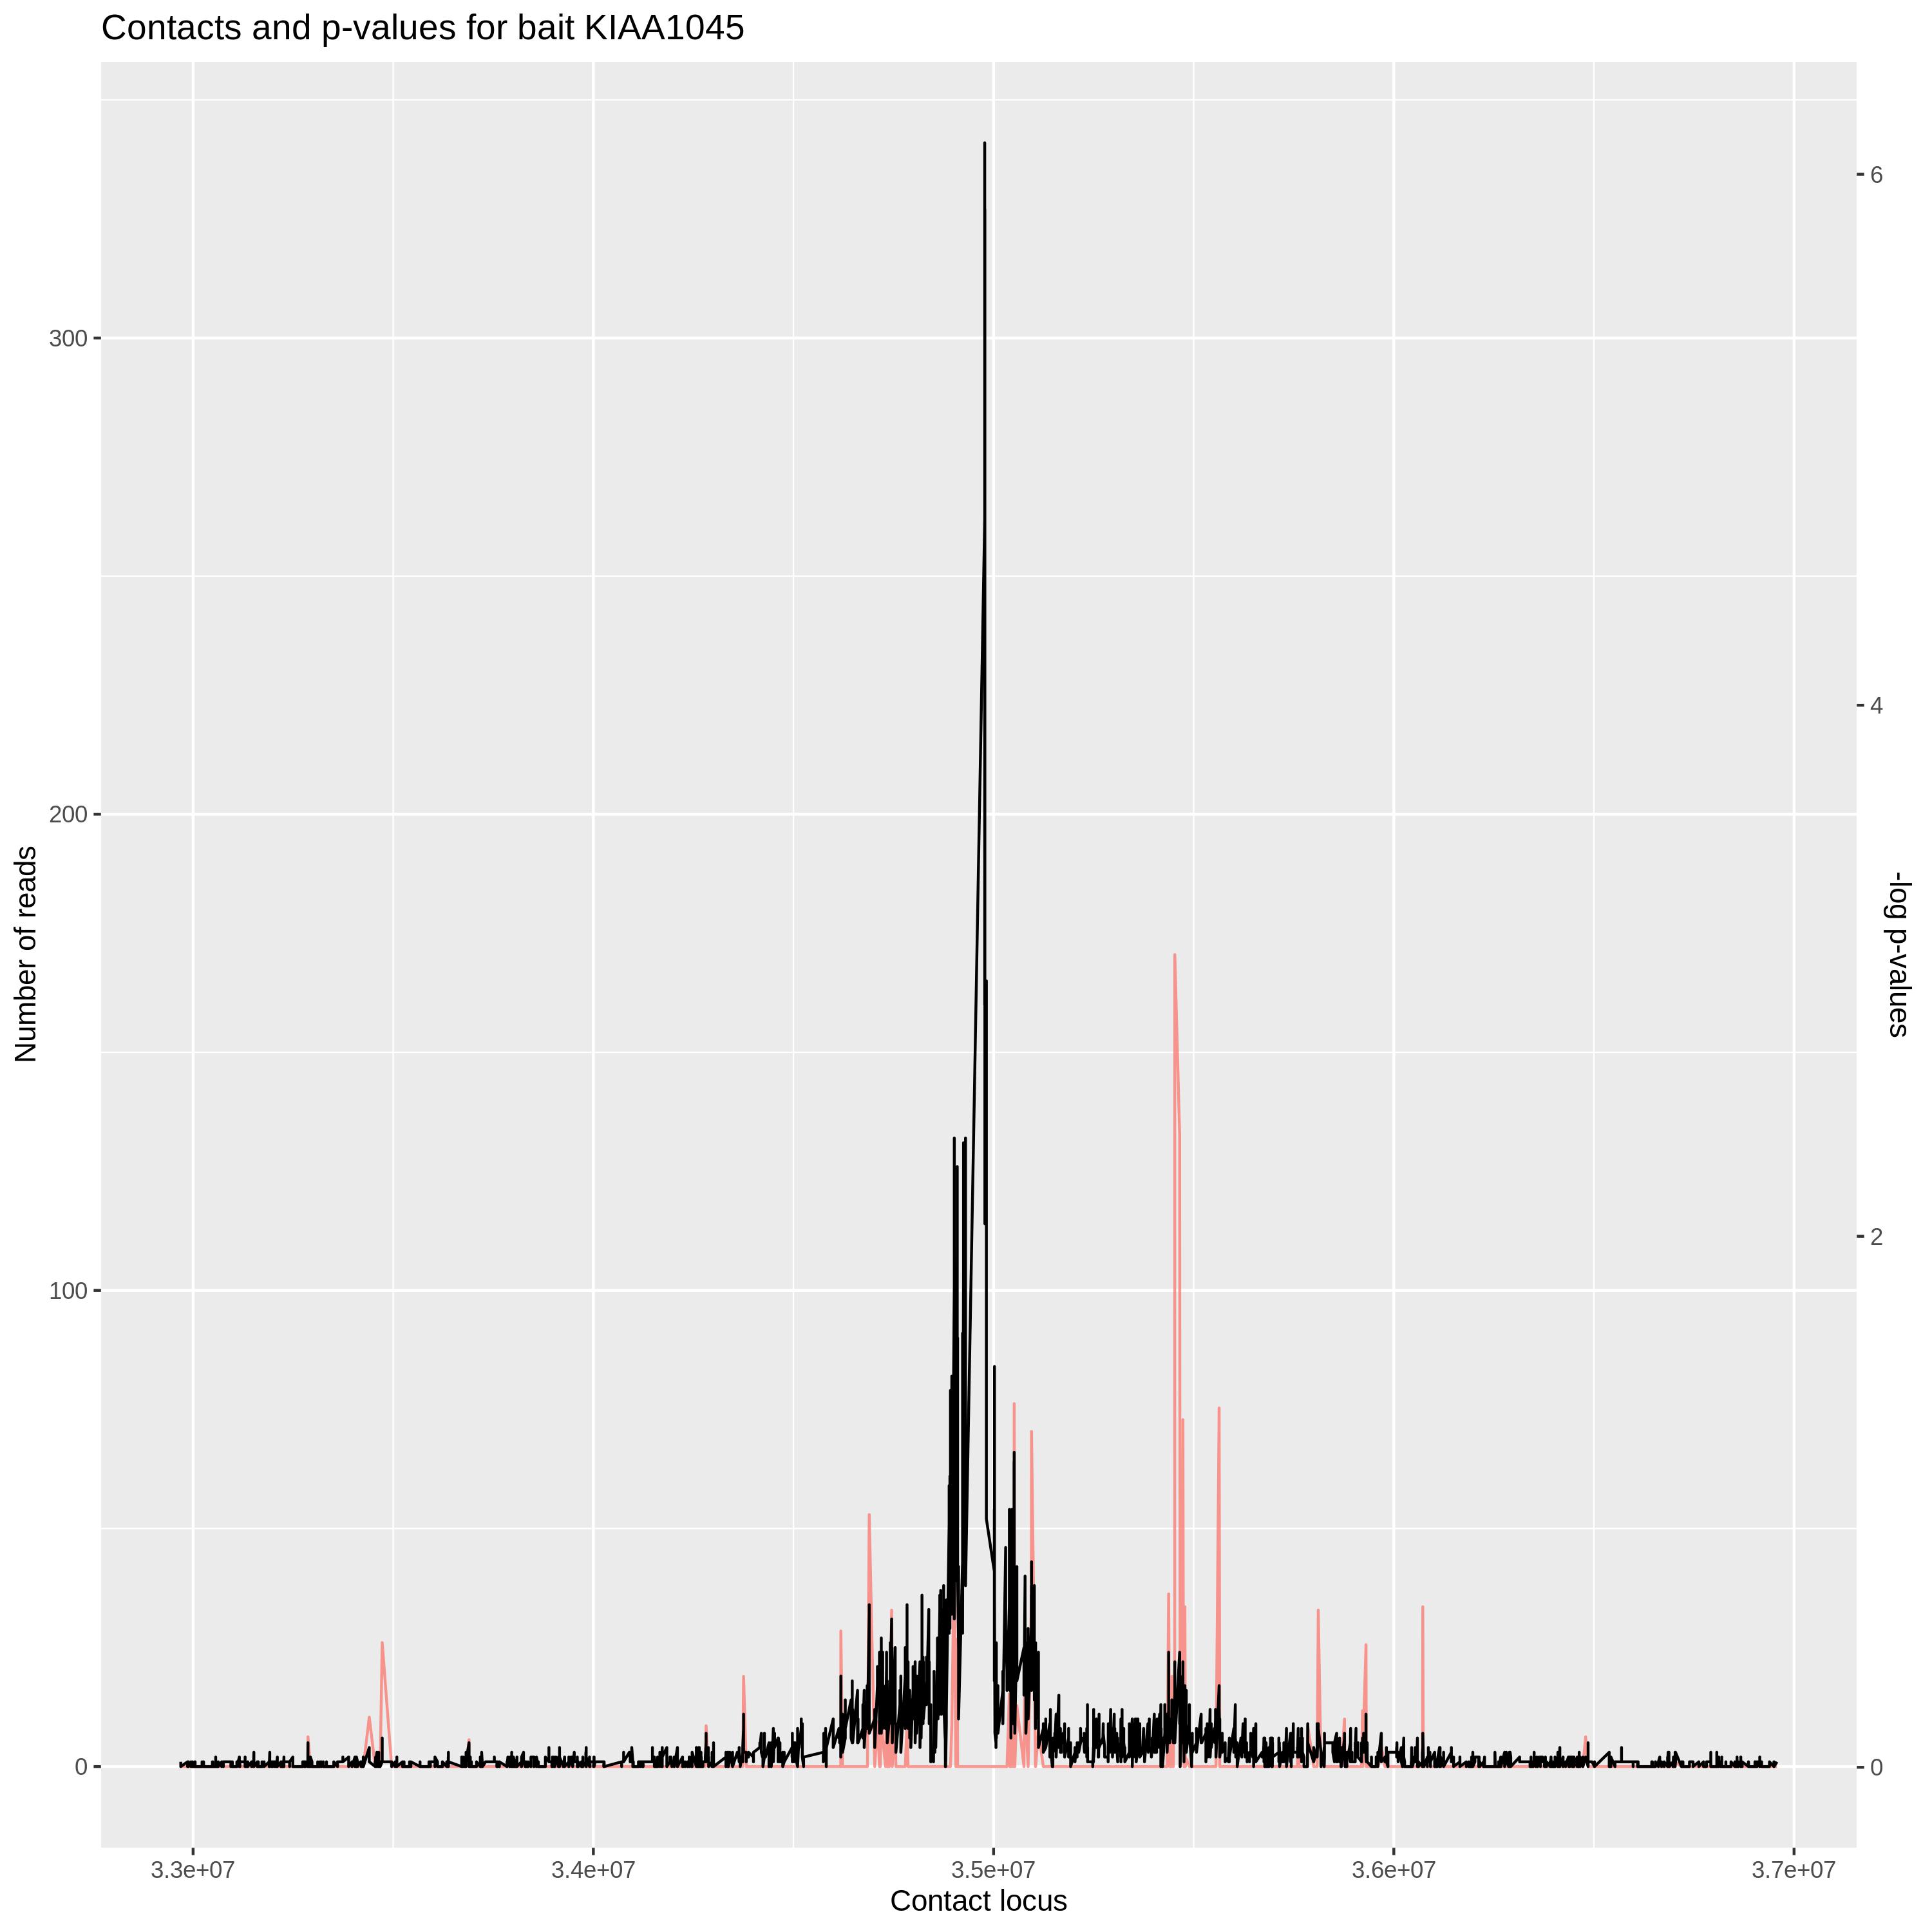 Contacts and p-values for bait KIAA1045
300
200
100
0
6
4
2
0
Number of reads
-log p-values
3.3e+07 3.4e+07 3.5e+07 3.6e+07 3.7e+07
Contact locus